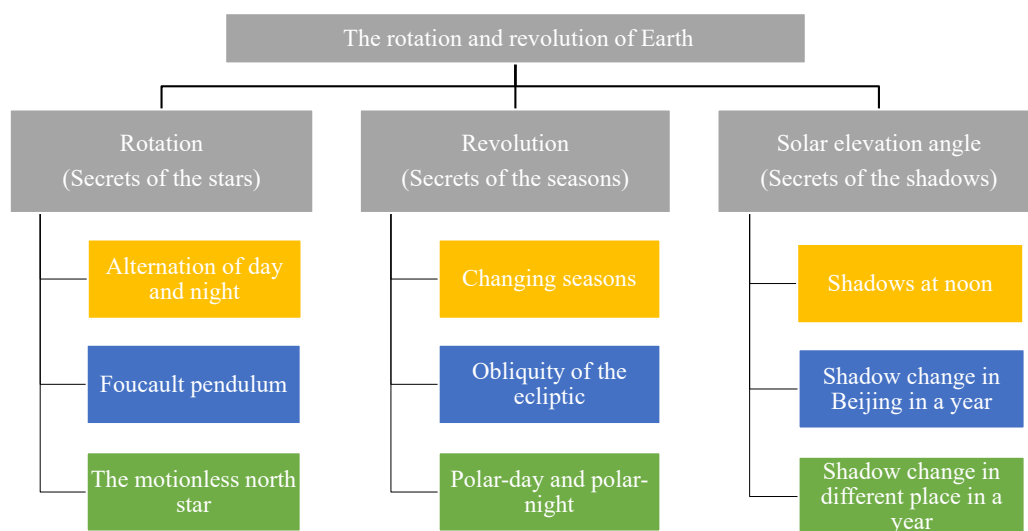 The rotation and revolution of Earth
Rotation
(Secrets of the stars)
Revolution
(Secrets of the seasons)
Solar elevation angle
(Secrets of the shadows)
Alternation of day
and night
Changing seasons
Shadows at noon
Foucault pendulum
Obliquity of the
ecliptic
Shadow change in
Beijing in a year
The motionless north
star
Polar-day and polar-
night
Shadow change in
different place in a
year